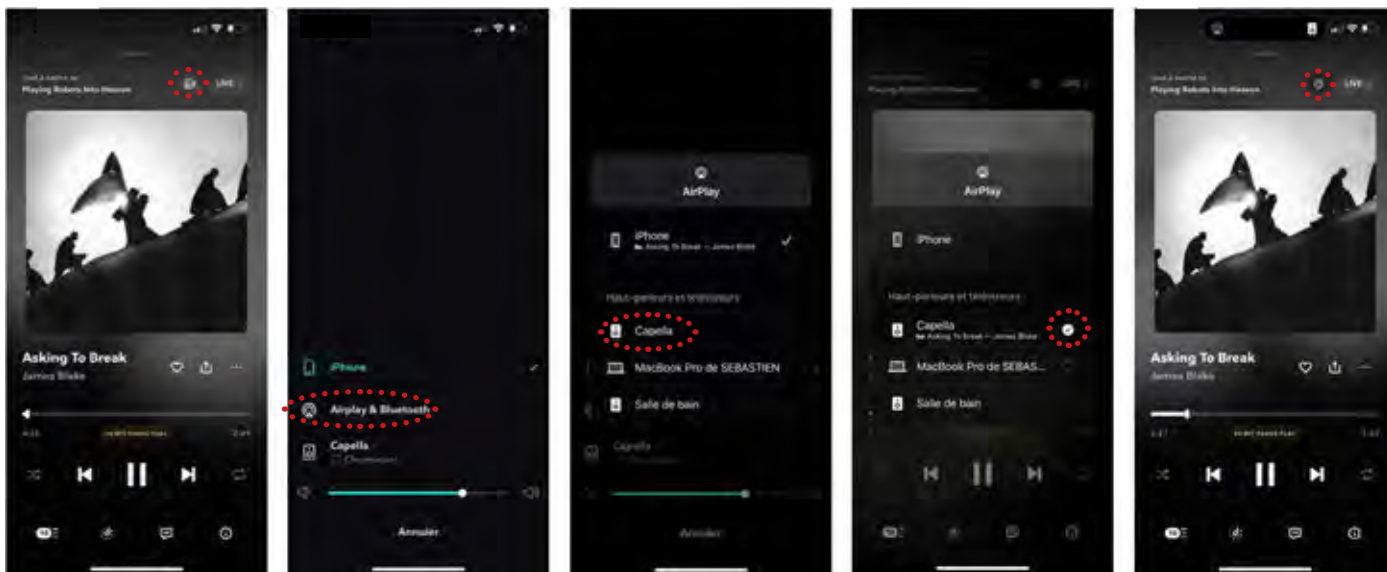 Playing Robots Into Heaven
LIVE
Asking To Break
James Blake
iPhone
Airplay & Bluetooth
Capella
Chromecast
Annuler
AirPlay
iPhone
Asking To Break — James Blake
Haut-parleurs et téléviseurs
Capella
MacBook Pro de SEBASTIEN
Salle de bain
Capella
Annuler
AirPlay
iPhone
Haut-parleurs et téléviseurs
Capella
Asking To Break — James Blake
MacBook Pro de SEBAS...
Salle de bain
Playing Robots Into Heaven
LIVE
Asking To Break
James Blake